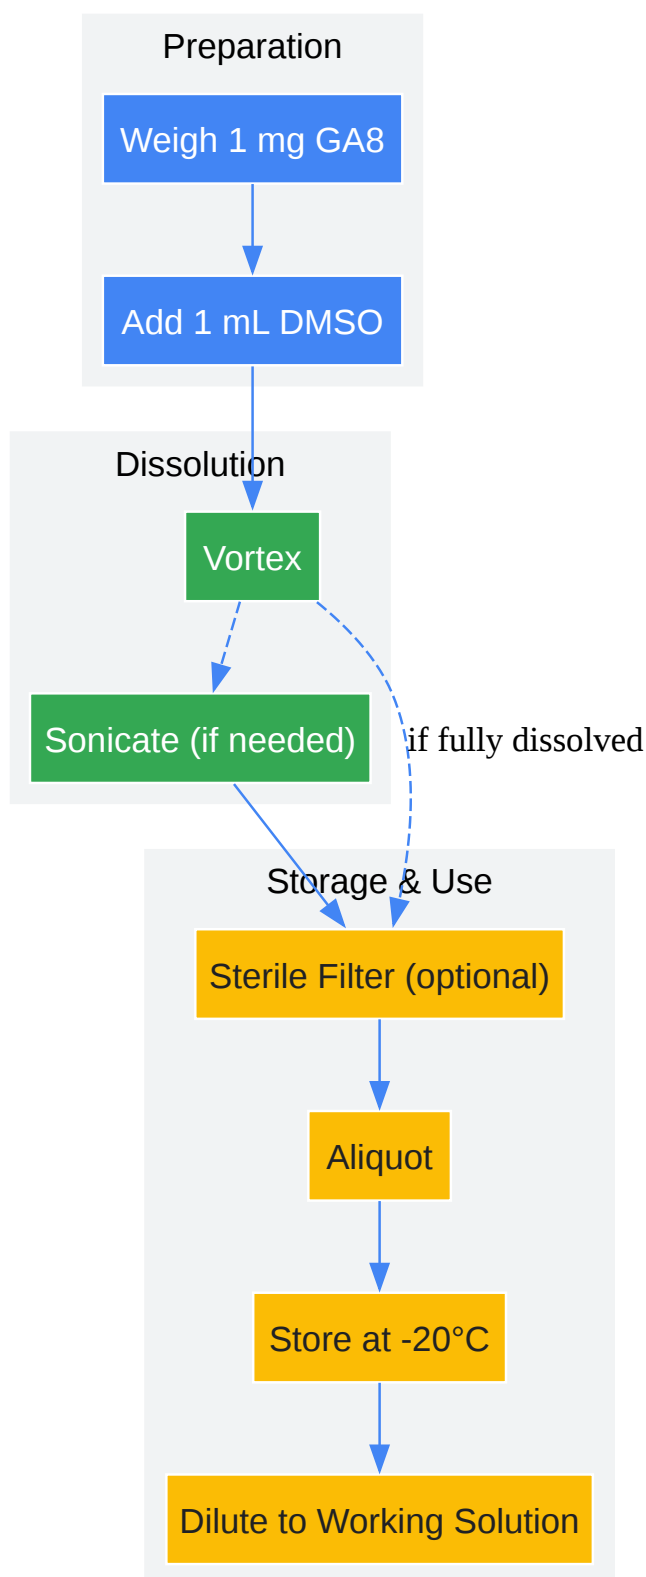 Preparation
Weigh 1 mg GA8
Add 1 mL DMSO
Dissolution
Vortex
Sonicate (if needed)
if fully dissolved
Storage & Use
Sterile Filter (optional)
Aliquot
Store at -20°C
Dilute to Working Solution